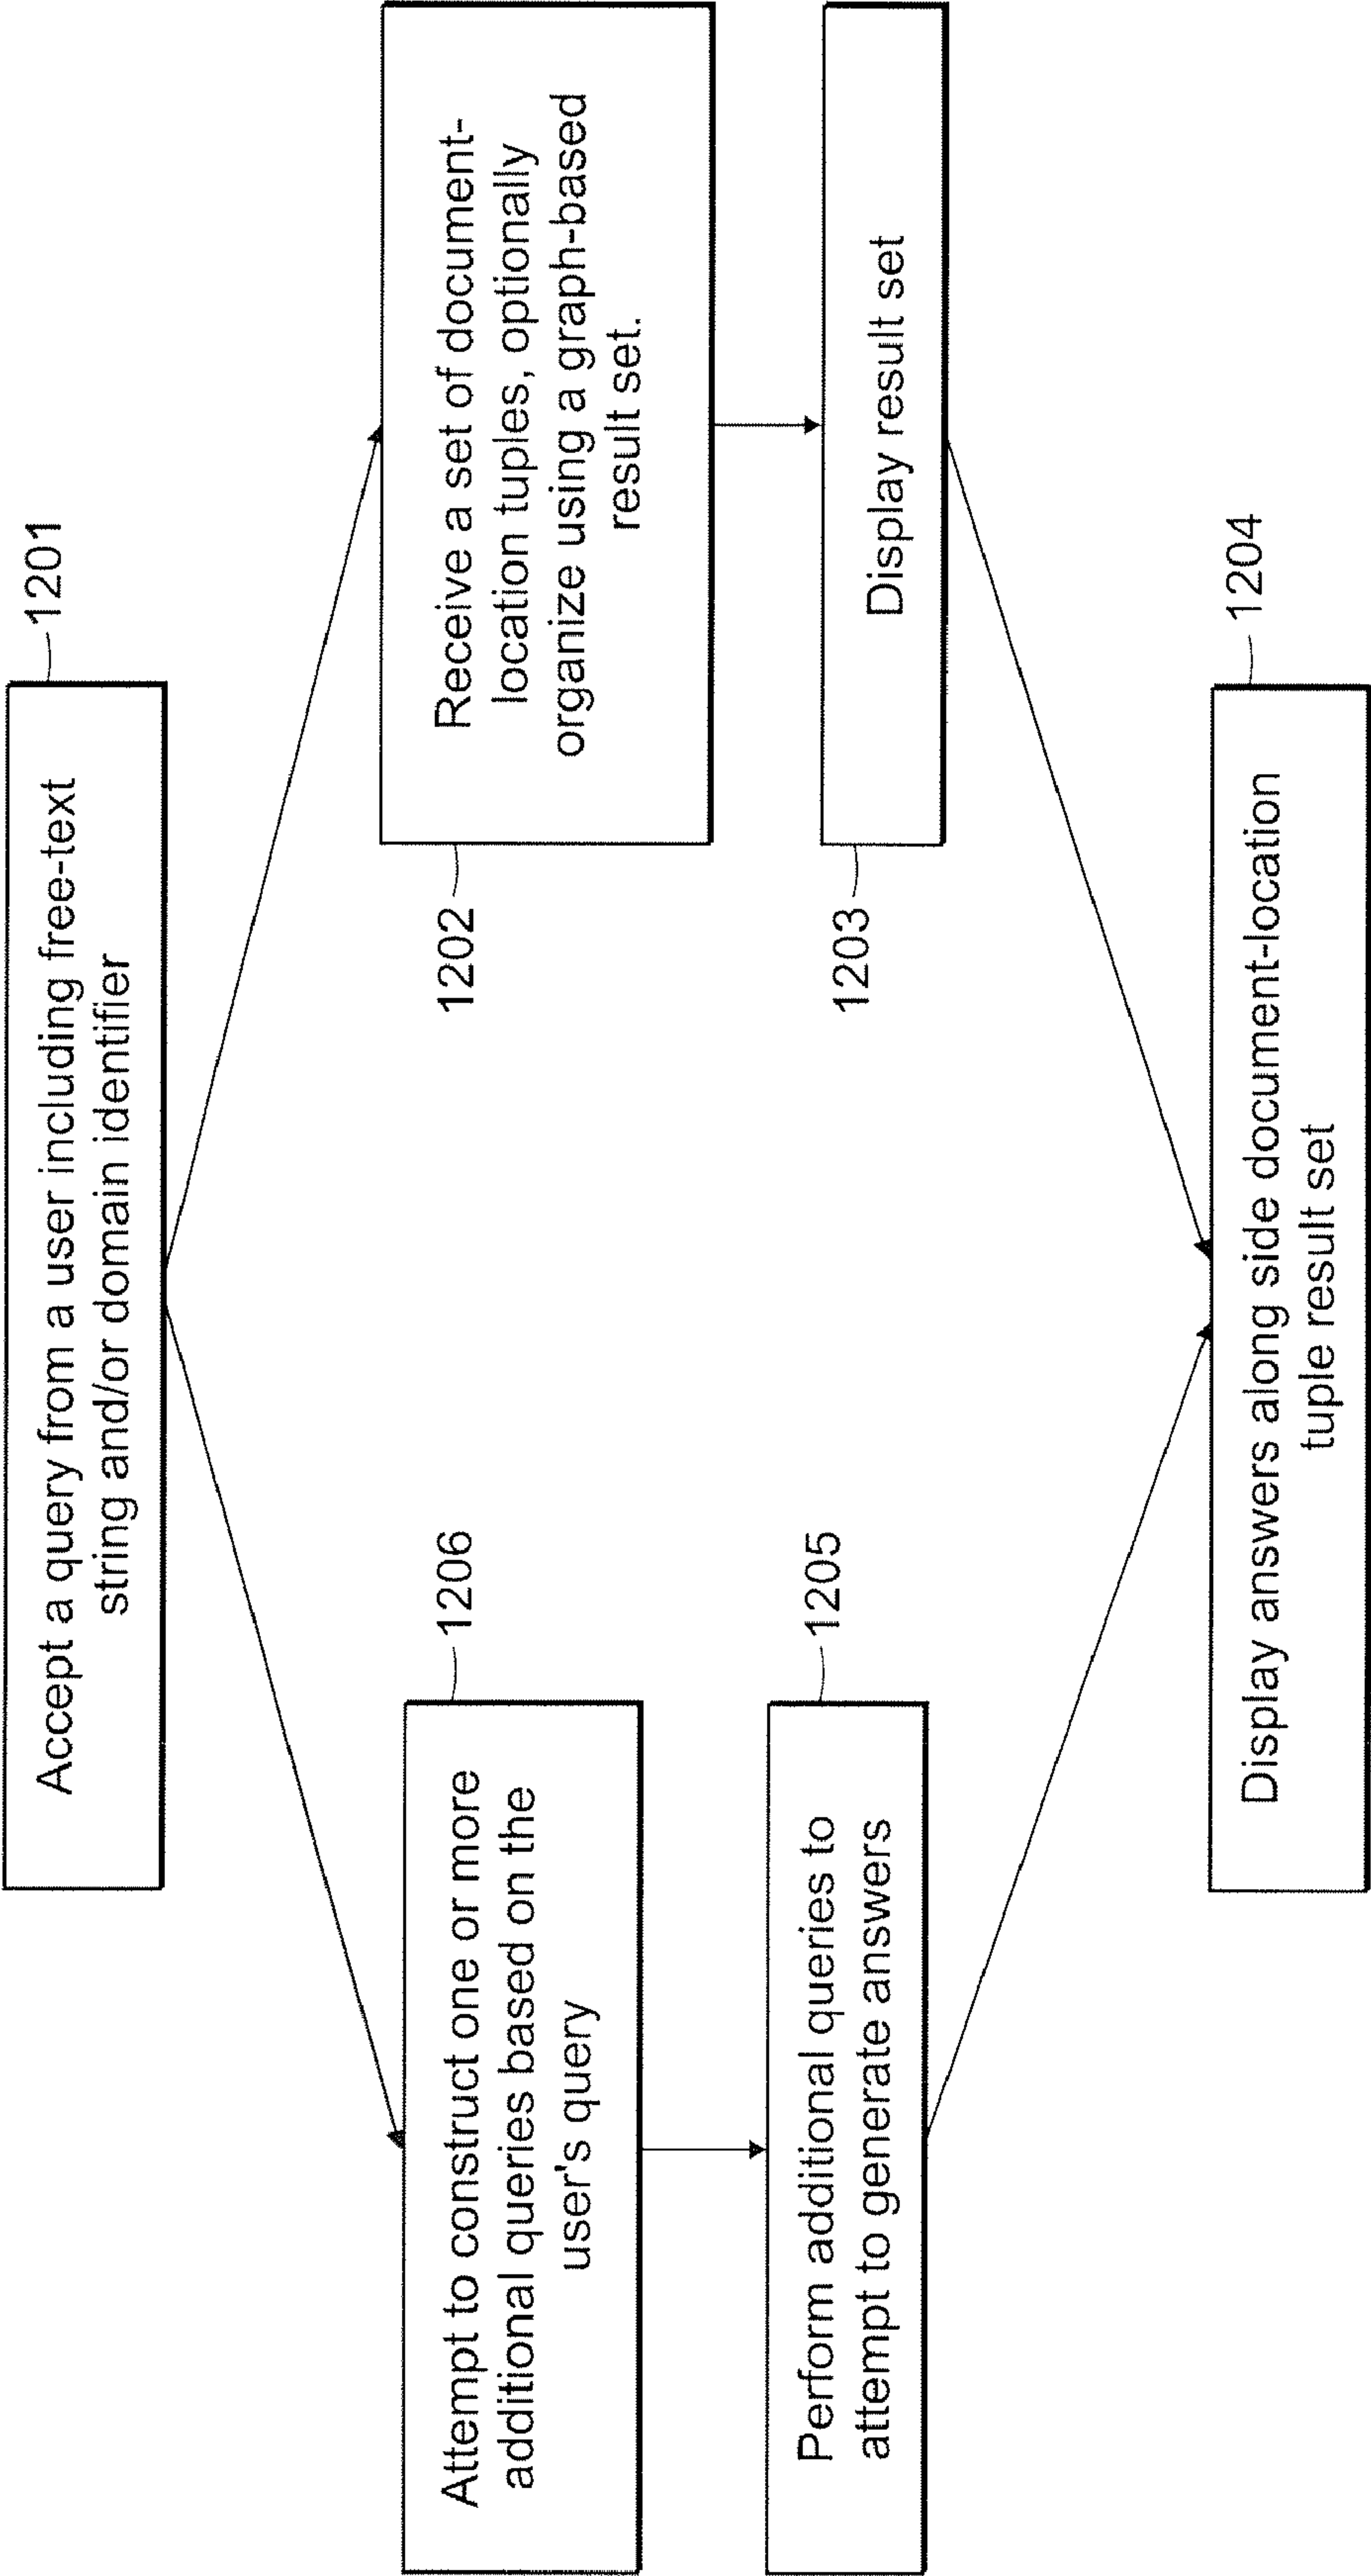 Accept a query from a user including free-text
string and/or domain identifier
1201
Attempt to construct one or more
additional queries based on the
user's query
1206
Receive a set of document-
location tuples, optionally
organize using a graph-based
result set.
1202
Perform additional queries to
attempt to generate answers
1205
Display result set
1203
Display answers along side document-location
tuple result set
1204